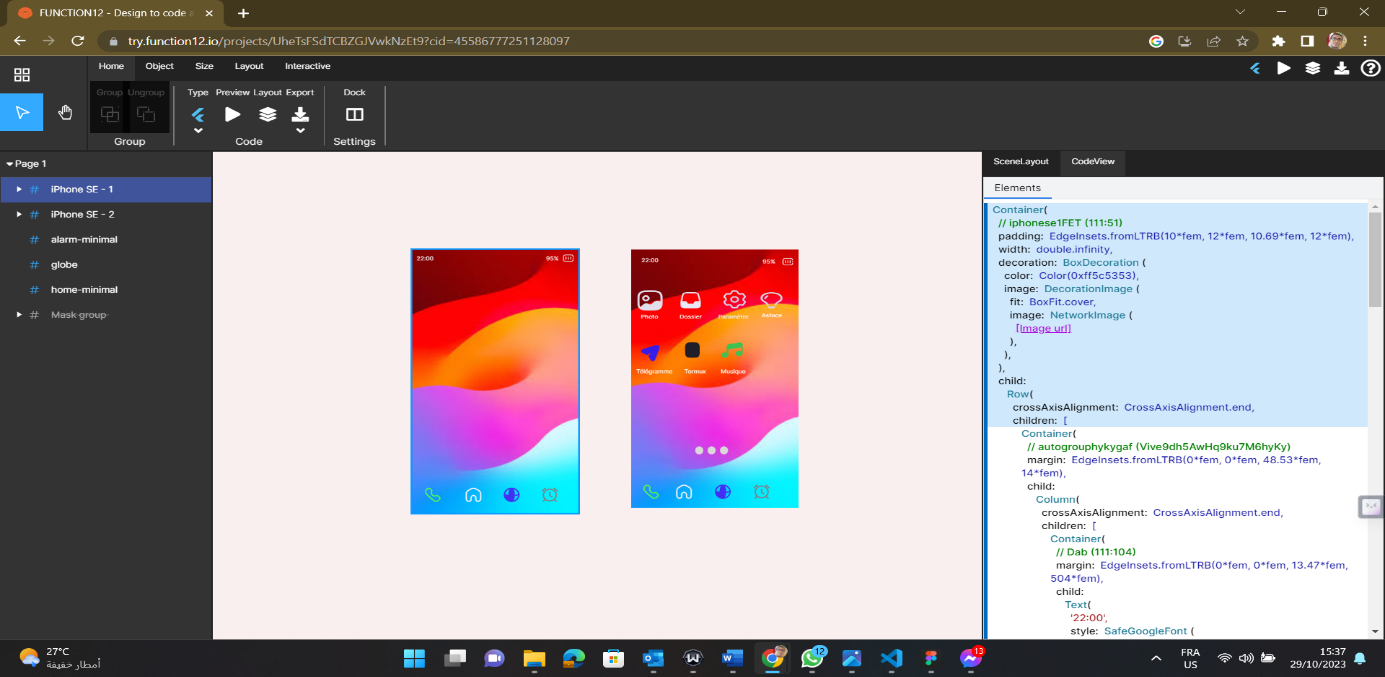 FUNCTION12 - Design to code a
try.function12.io/projects/UheTsFSdTCBZGJVwkNzEt9?cid=45586777251128097
Home Object Size Layout Interactive
Group Ungroup Type Preview Layout Export Dock
Group Code Settings
Page 1
iPhone SE - 1
iPhone SE - 2
alarm-minimal
globe
home-minimal
Mask group
22:00 95%
22:00 95%
Photo Dossier Paramètre Astuce
Télégramme Termux Musique
SceneLayout CodeView
Elements
Container(
// iphonese1FET (111:51)
padding: EdgeInsets.fromLTRB(10*fem, 12*fem, 10.69*fem, 12*fem),
width: double.infinity,
decoration: BoxDecoration (
color: Color(0xff5c5353),
image: DecorationImage (
fit: BoxFit.cover,
image: NetworkImage (
[Image url]
),
),
),
child:
Row(
crossAxisAlignment: CrossAxisAlignment.end,
children: [
Container(
// autogrouphykygaf (Vive9dh5AwHq9ku7M6hyKy)
margin: EdgeInsets.fromLTRB(0*fem, 0*fem, 48.53*fem,
14*fem),
child:
Column(
crossAxisAlignment: CrossAxisAlignment.end,
children: [
Container(
// Dab (111:104)
margin: EdgeInsets.fromLTRB(0*fem, 0*fem, 13.47*fem,
504*fem),
child:
Text(
'22:00',
style: SafeGoogleFont (
27°C
أمطار خفيفة
12
13
FRA
US
15:37
29/10/2023